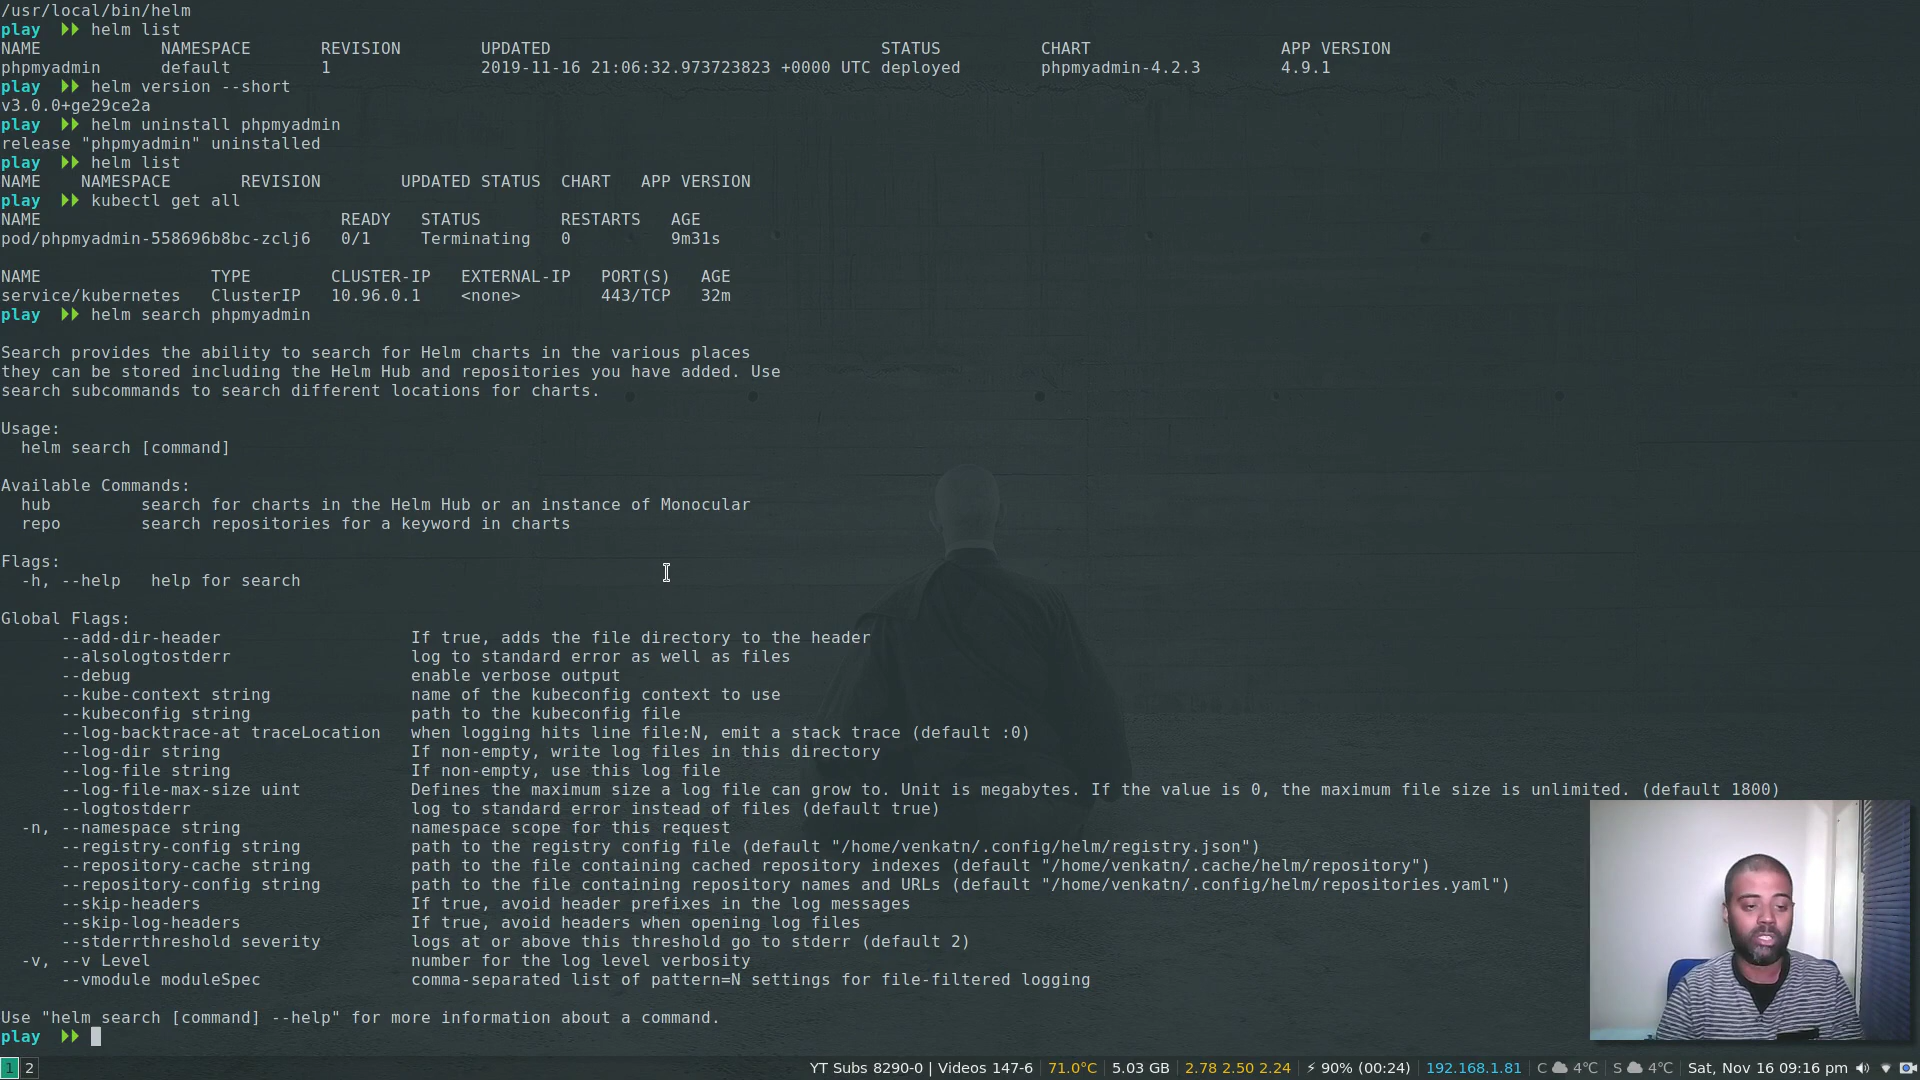 /usr/local/bin/helm
play helm list
NAME NAMESPACE REVISION UPDATED STATUS CHART APP VERSION
phpmyadmin default 1 2019-11-16 21:06:32.973723823 +0000 UTC deployed phpmyadmin-4.2.3 4.9.1
play helm version --short
v3.0.0+ge29ce2a
play helm uninstall phpmyadmin
release "phpmyadmin" uninstalled
play helm list
NAME NAMESPACE REVISION UPDATED STATUS CHART APP VERSION
play kubectl get all
NAME READY STATUS RESTARTS AGE
pod/phpmyadmin-558696b8bc-zclj6 0/1 Terminating 0 9m31s
NAME TYPE CLUSTER-IP EXTERNAL-IP PORT(S) AGE
service/kubernetes ClusterIP 10.96.0.1 <none> 443/TCP 32m
play helm search phpmyadmin
Search provides the ability to search for Helm charts in the various places
they can be stored including the Helm Hub and repositories you have added. Use
search subcommands to search different locations for charts.
Usage:
helm search [command]
Available Commands:
hub search for charts in the Helm Hub or an instance of Monocular
repo search repositories for a keyword in charts
Flags:
-h, --help help for search
Global Flags:
--add-dir-header If true, adds the file directory to the header
--alsologtostderr log to standard error as well as files
--debug enable verbose output
--kube-context string name of the kubeconfig context to use
--kubeconfig string path to the kubeconfig file
--log-backtrace-at traceLocation when logging hits line file:N, emit a stack trace (default :0)
--log-dir string If non-empty, write log files in this directory
--log-file string If non-empty, use this log file
--log-file-max-size uint Defines the maximum size a log file can grow to. Unit is megabytes. If the value is 0, the maximum file size is unlimited. (default 1800)
--logtostderr log to standard error instead of files (default true)
-n, --namespace string namespace scope for this request
--registry-config string path to the registry config file (default "/home/venkatn/.config/helm/registry.json")
--repository-cache string path to the file containing cached repository indexes (default "/home/venkatn/.cache/helm/repository")
--repository-config string path to the file containing repository names and URLs (default "/home/venkatn/.config/helm/repositories.yaml")
--skip-headers If true, avoid header prefixes in the log messages
--skip-log-headers If true, avoid headers when opening log files
--stderrthreshold severity logs at or above this threshold go to stderr (default 2)
-v, --v Level number for the log level verbosity
--vmodule moduleSpec comma-separated list of pattern=N settings for file-filtered logging
Use "helm search [command] --help" for more information about a command.
play
1 2 YT Subs 8290-0 | Videos 147-6 71.0°C 5.03 GB 2.78 2.50 2.24 90% (00:24) 192.168.1.81 C 4°C S 4°C Sat, Nov 16 09:16 pm